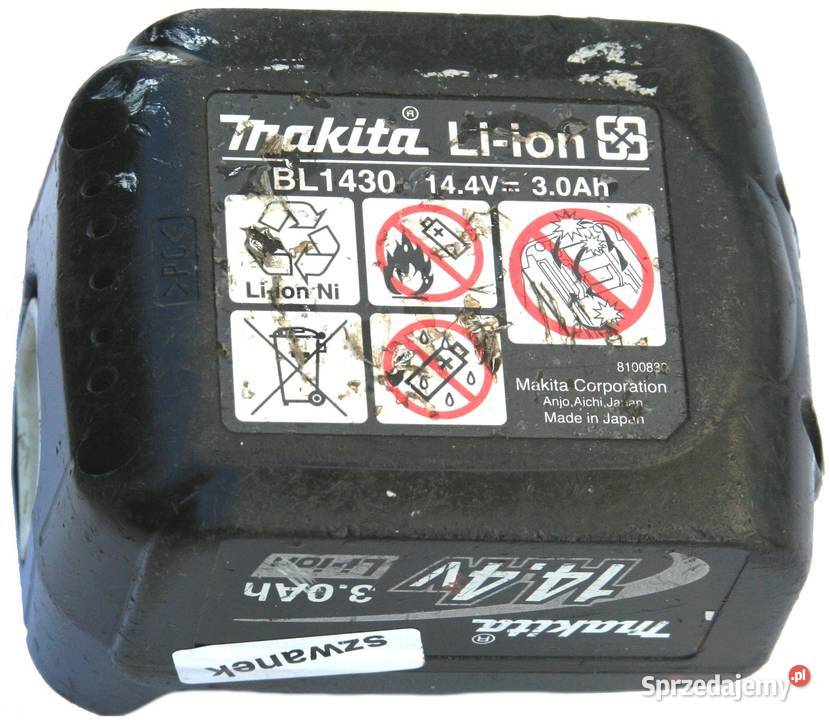 makita® Li-ion
BL1430 14.4V 3.0Ah
Li-ion Ni
>PC<
8100830
Makita Corporation
Anjo,Aichi,Japan
Made in Japan
14.4V
Li-ion
3.0Ah
makita®
szwanek
Sprzedajemy.pl